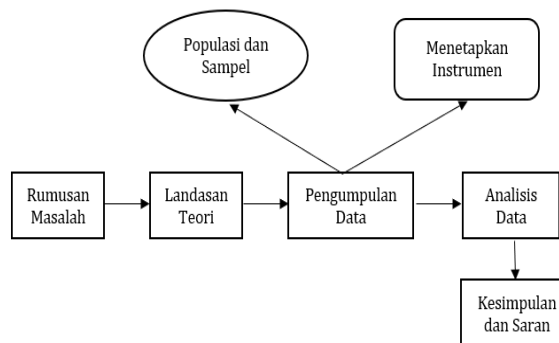 Populasi dan
Sampel
Menetapkan
Instrumen
Rumusan
Masalah
Landasan
Teori
Pengumpulan
Data
Analisis
Data
Kesimpulan
dan Saran